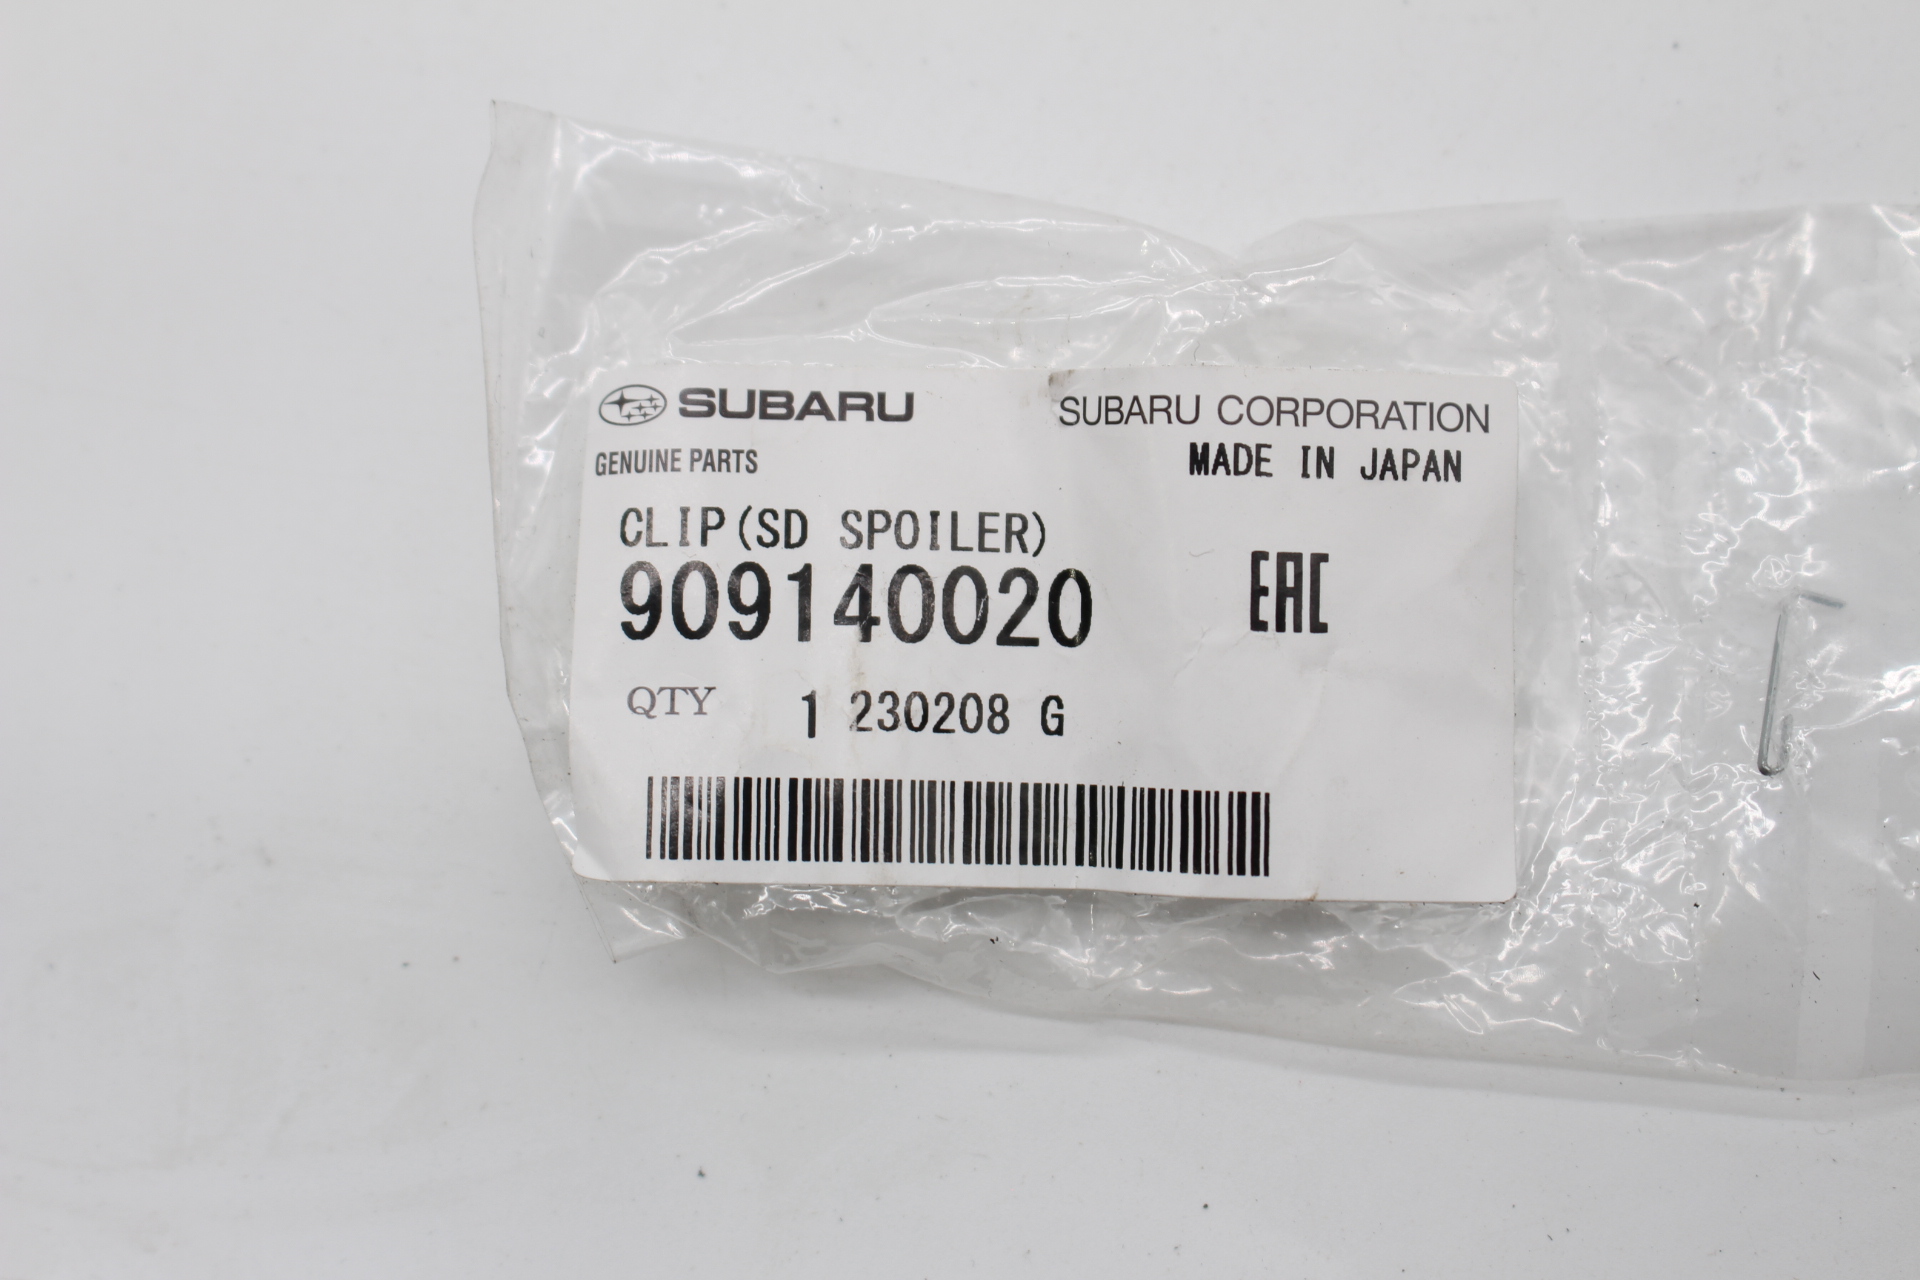 SUBARU
SUBARU CORPORATION
GENUINE PARTS
MADE IN JAPAN
CLIP(SD SPOILER)
909140020
EAC
QTY 1 230208 G